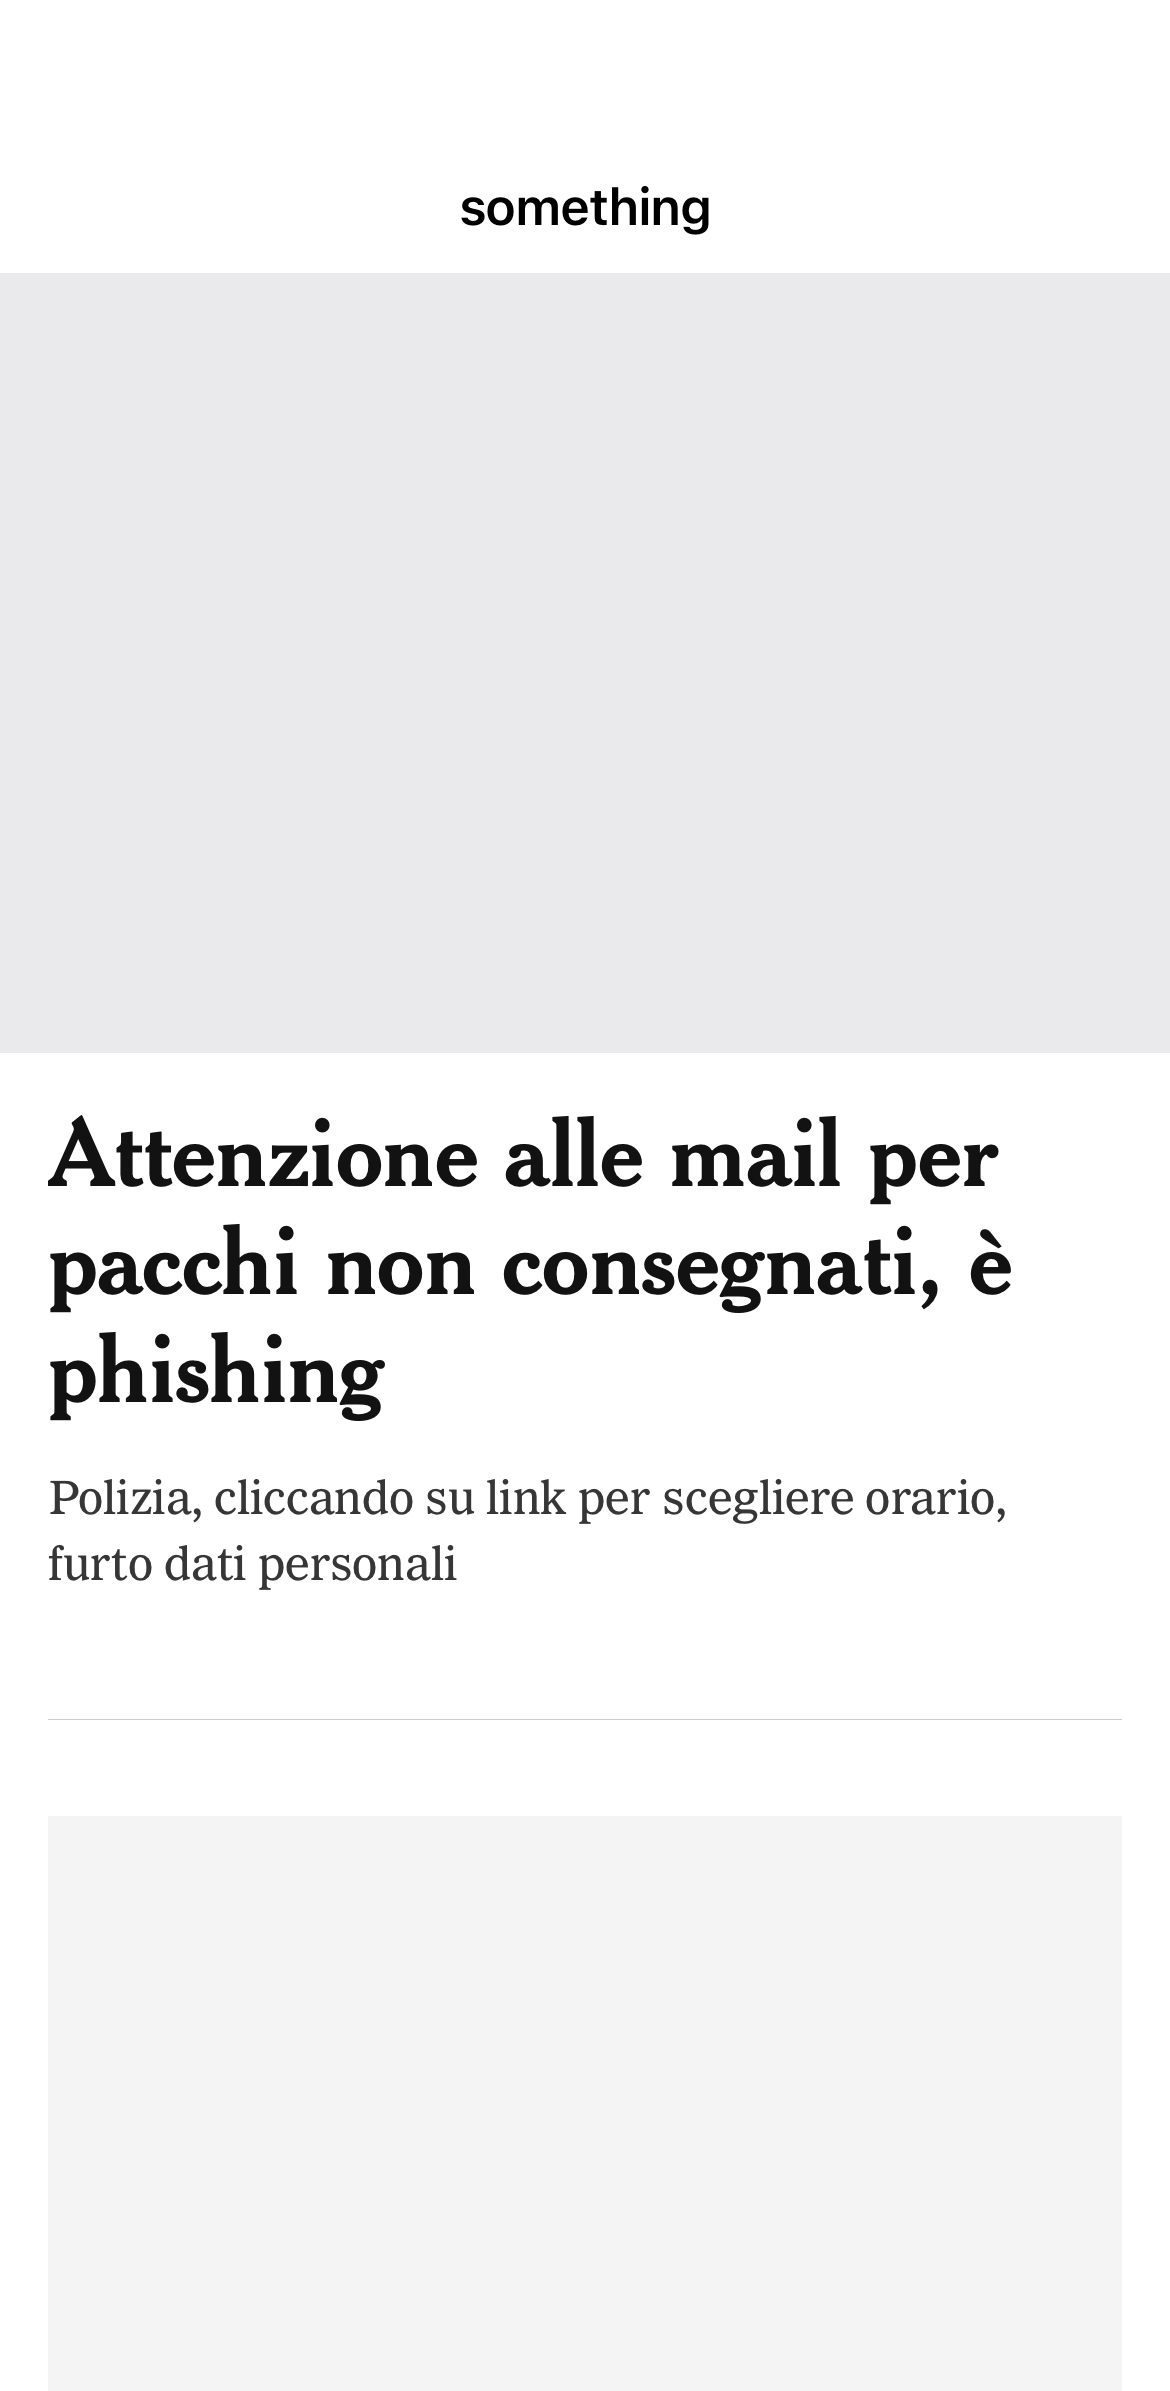 something
Attenzione alle mail per
pacchi non consegnati, è
phishing
Polizia, cliccando su link per scegliere orario,
furto dati personali